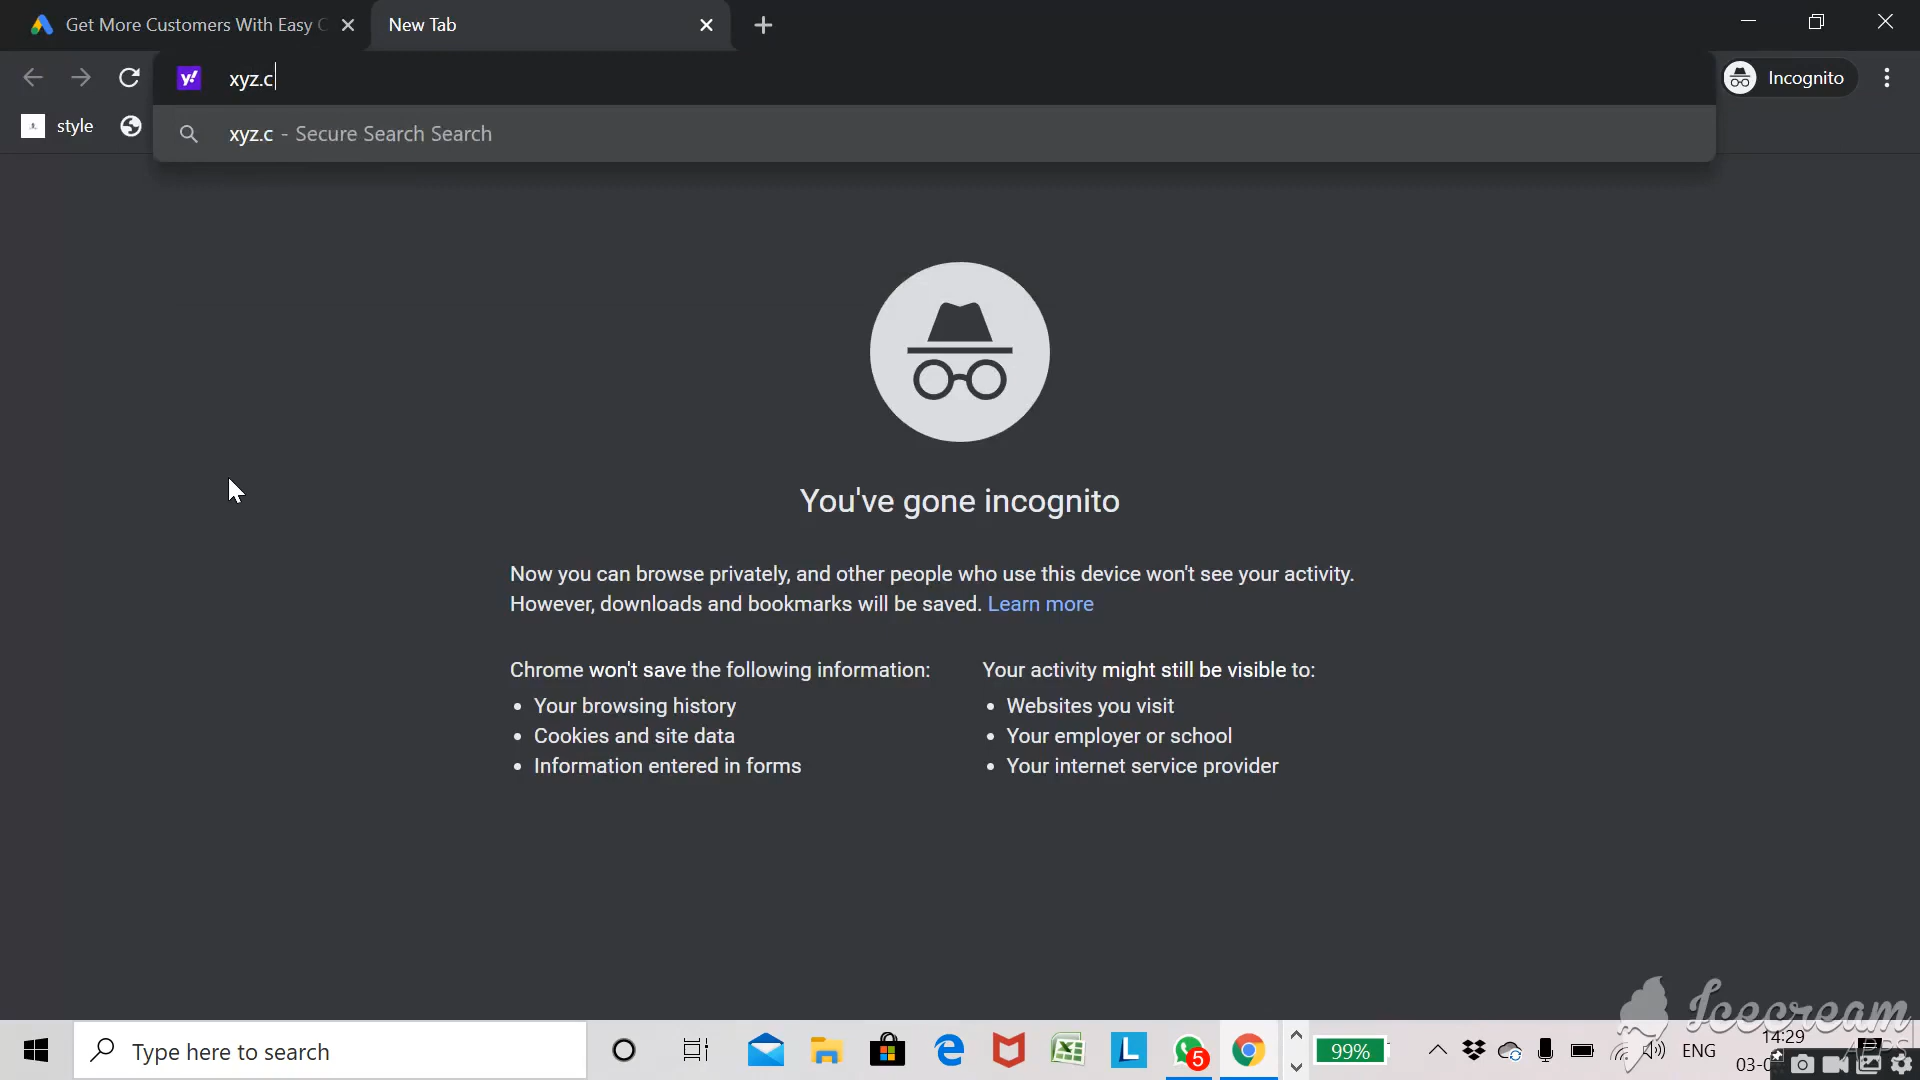 Get More Customers With Easy
New Tab
xyz.c
Incognito
style
xyz.c - Secure Search Search
You've gone incognito
Now you can browse privately, and other people who use this device won't see your activity.
However, downloads and bookmarks will be saved. Learn more
Chrome won't save the following information:
• Your browsing history
• Cookies and site data
• Information entered in forms
Your activity might still be visible to:
• Websites you visit
• Your employer or school
• Your internet service provider
Icecream
APPS
Type here to search
L
5
99%
ENG
14:29